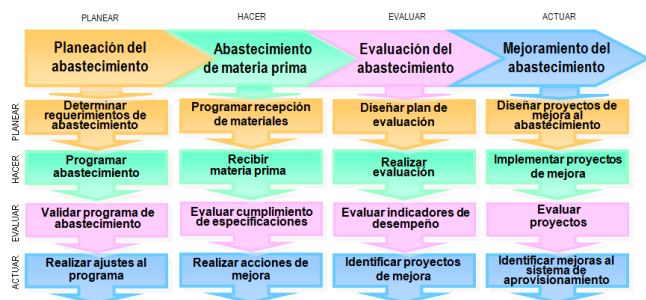 PLANEAR HACER EVALUAR ACTUAR
Planeación del
abastecimiento
Abastecimiento
de materia prima
Evaluación del
abastecimiento
Mejoramiento del
abastecimiento
PLANEAR
Determinar
requerimientos de
abastecimiento
Programar recepción
de materiales
Diseñar plan de
evaluación
Diseñar proyectos de
mejora al
abastecimiento
HACER
Programar
abastecimiento
Recibir
materia prima
Realizar
evaluación
Implementar proyectos
de mejora
EVALUAR
Validar programa de
abastecimiento
Evaluar cumplimiento
de especificaciones
Evaluar indicadores de
desempeño
Evaluar
proyectos
ACTUAR
Realizar ajustes al
programa
Realizar acciones de
mejora
Identificar proyectos
de mejora
Identificar mejoras al
sistema de
aprovisionamiento